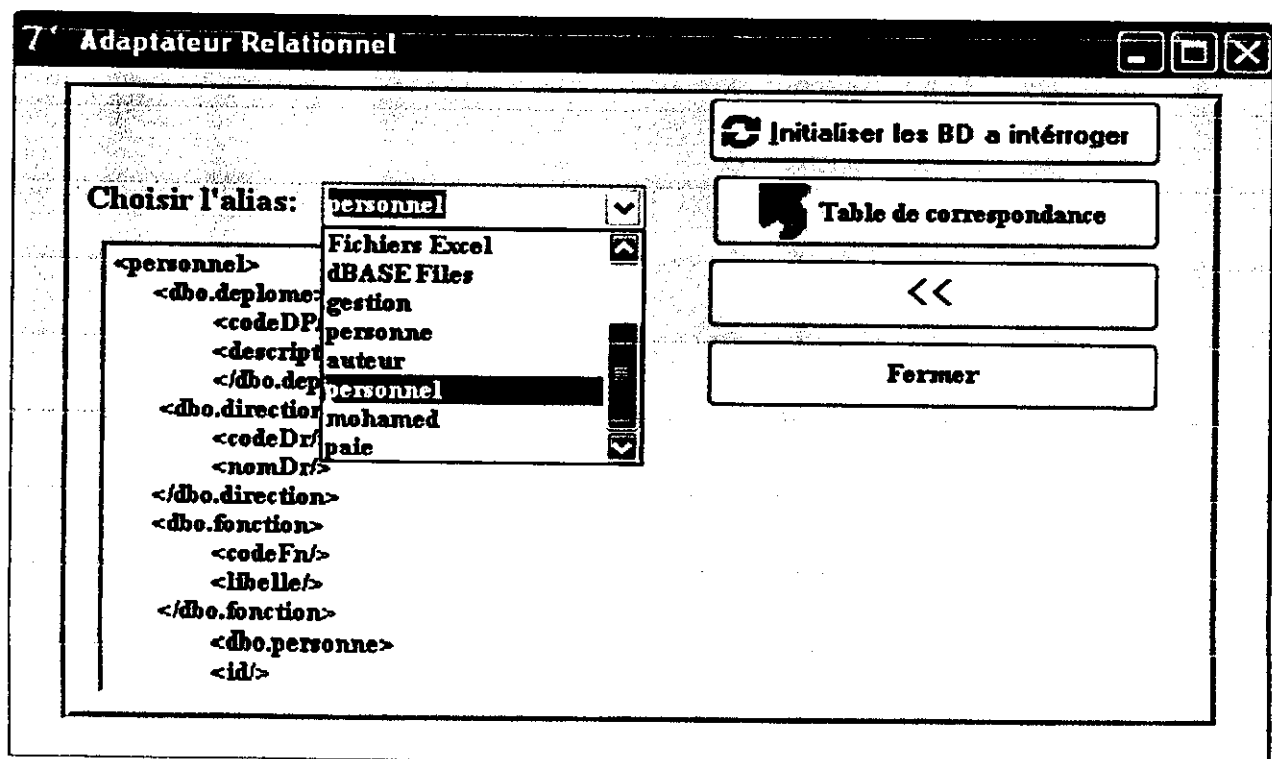 Adaptateur Relationnel
Initialiser les BD a intérroger
Choisir l'alias:
personnel
Table de correspondance
Fichiers Excel
dBASE Files
gestion
personne
auteur
personnel
mohamed
paie
<<
Fermer
<personnel>
<dbo.deplome>
<codeDP/
<descript
</dbo.dep
<dbo.direction
<codeDr/
<nomDr/>
</dbo.direction>
<dbo.fonction>
<codeFn/>
<libelle/>
</dbo.fonction>
<dbo.personne>
<id/>